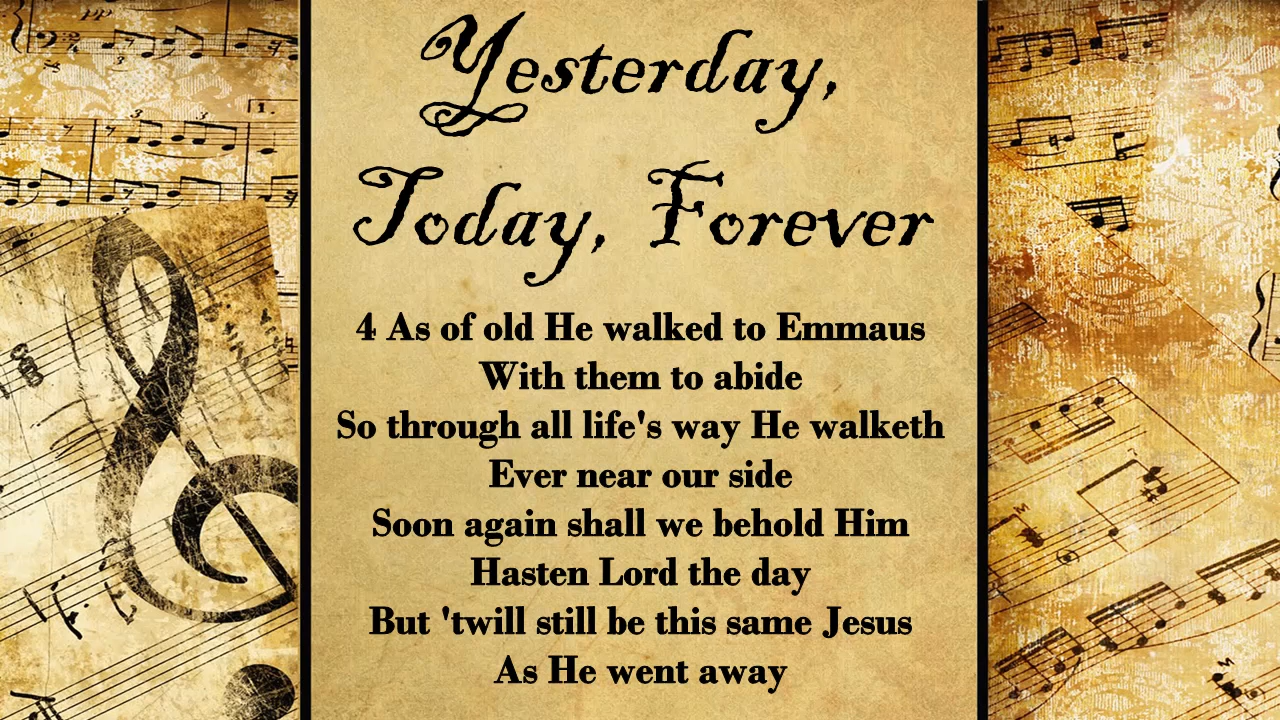 Yesterday,
Today, Forever
4 As of old He walked to Emmaus
With them to abide
So through all life's way He walketh
Ever near our side
Soon again shall we behold Him
Hasten Lord the day
But 'twill still be this same Jesus
As He went away